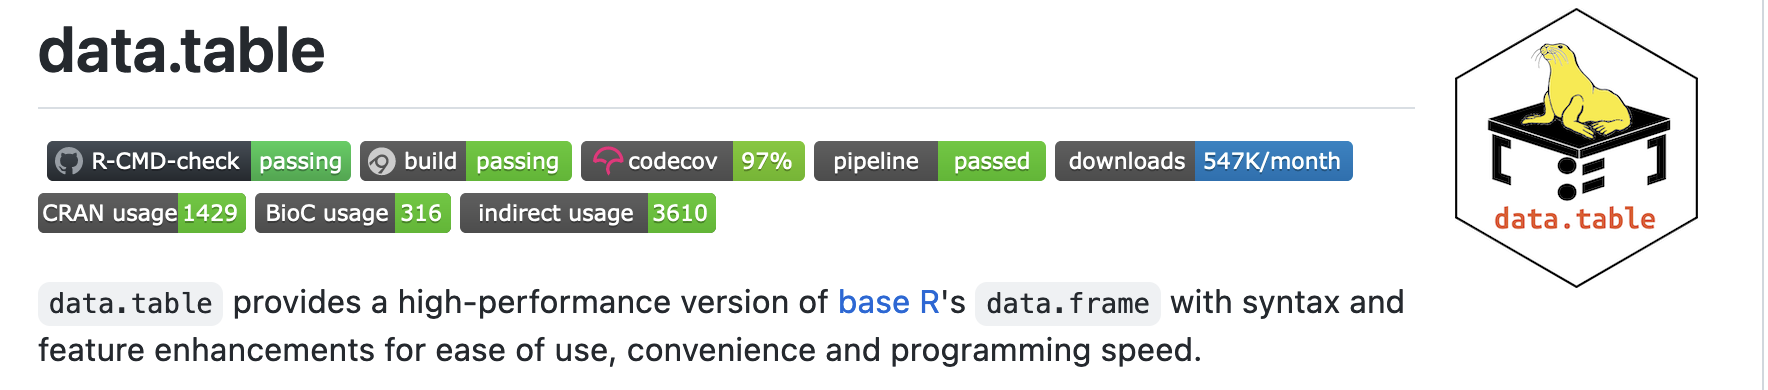 data.table
R-CMD-check passing build passing codecov 97% pipeline passed downloads 547K/month
CRAN usage 1429 BioC usage 316 indirect usage 3610
data.table provides a high-performance version of base R's data.frame with syntax and
feature enhancements for ease of use, convenience and programming speed.
data.table